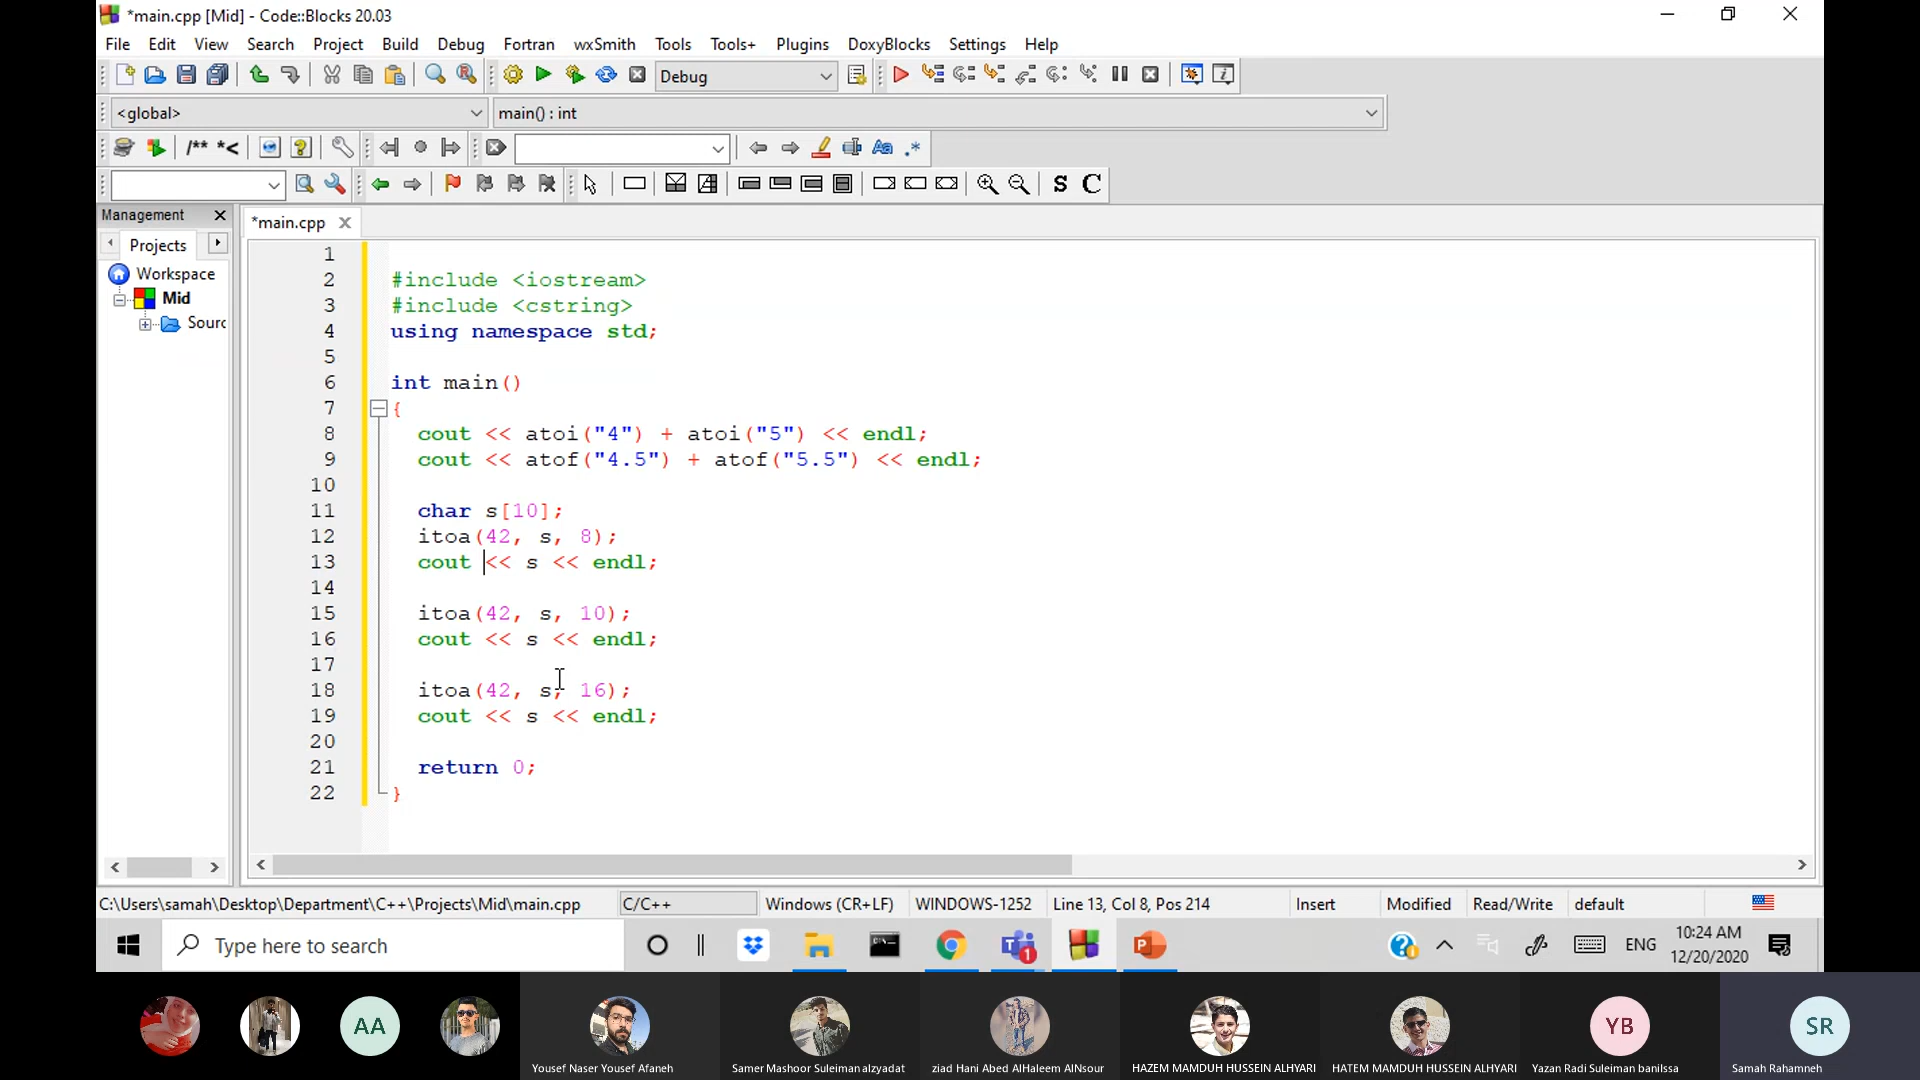 *main.cpp [Mid] - Code::Blocks 20.03
File Edit View Search Project Build Debug Fortran wxSmith Tools Tools+ Plugins DoxyBlocks Settings Help
Debug
<global> main() : int
/** *<
Aa .*
S C
Management
*main.cpp
Projects
Workspace
Mid
Sourc
1
2 #include <iostream>
3 #include <cstring>
4 using namespace std;
5
6 int main()
7 {
8 cout << atoi("4") + atoi("5") << endl;
9 cout << atof("4.5") + atof("5.5") << endl;
10
11 char s[10];
12 itoa(42, s, 8);
13 cout << s << endl;
14
15 itoa(42, s, 10);
16 cout << s << endl;
17
18 itoa(42, s, 16);
19 cout << s << endl;
20
21 return 0;
22 }
C:\Users\samah\Desktop\Department\C++\Projects\Mid\main.cpp C/C++ Windows (CR+LF) WINDOWS-1252 Line 13, Col 8, Pos 214 Insert Modified Read/Write default
Type here to search
1
P
ENG
10:24 AM
12/20/2020
AA
YB
SR
Yousef Naser Yousef Afaneh
Samer Mashoor Suleiman alzyadat
ziad Hani Abed AlHaleem AlNsour
HAZEM MAMDUH HUSSEIN ALHYARI
HATEM MAMDUH HUSSEIN ALHYARI
Yazan Radi Suleiman baniIssa
Samah Rahamneh